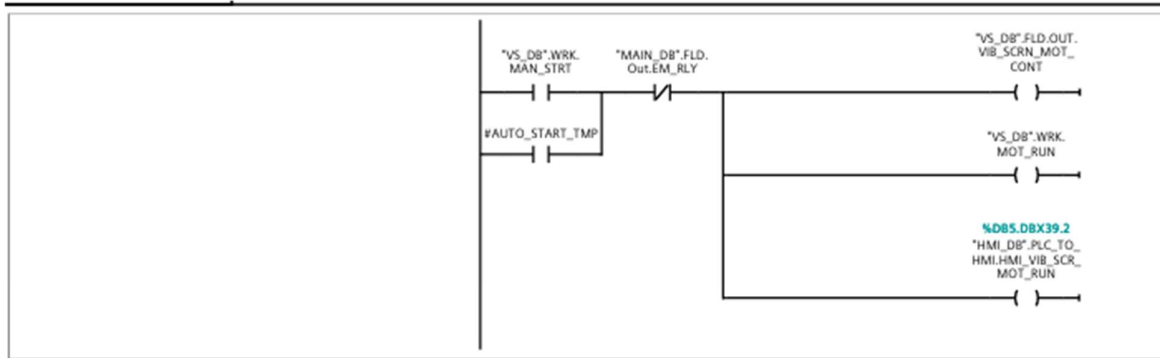 "VS_DB".WRK.
MAN_STRT
"MAIN_DB".FLD.
Out.EM_RLY
"VS_DB".FLD.OUT.
VIB_SCRN_MOT_
CONT
#AUTO_START_TMP
"VS_DB".WRK.
MOT_RUN
%DB5.DBX39.2
"HMI_DB".PLC_TO_
HMI.HMI_VIB_SCR_
MOT_RUN